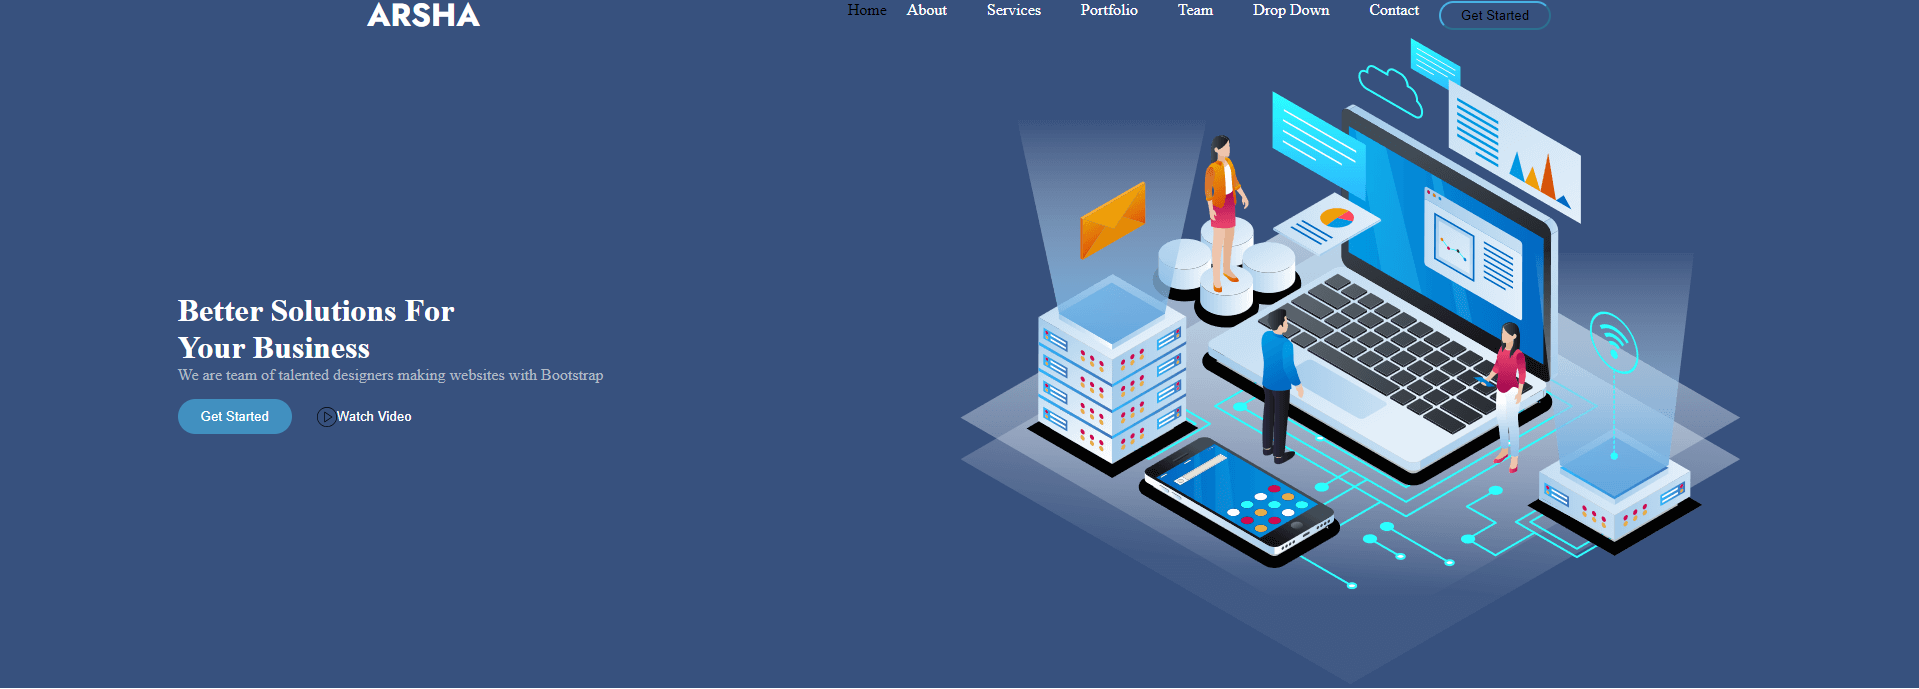 ARSHA
Home About Services Portfolio Team Drop Down Contact Get Started
Better Solutions For
Your Business
We are team of talented designers making websites with Bootstrap
Get Started Watch Video